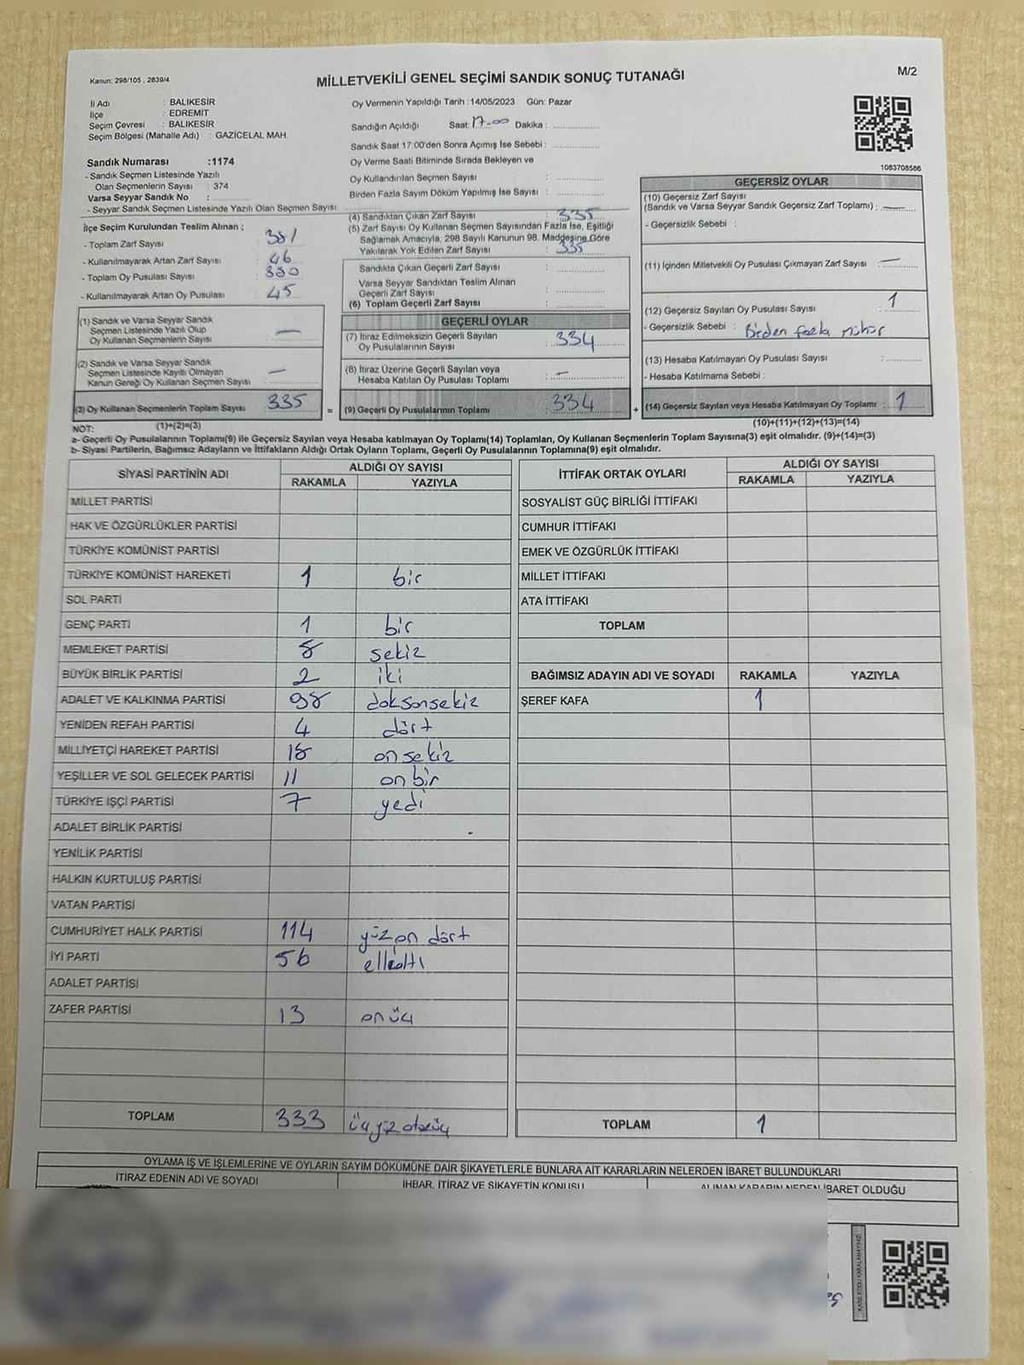 Kanun: 298/105 , 2839/4
MİLLETVEKİLİ GENEL SEÇİMİ SANDIK SONUÇ TUTANAĞI
M/2
İl Adı : BALIKESİR
İlçe : EDREMIT
Seçim Çevresi : BALIKESİR
Seçim Bölgesi (Mahalle Adı) : GAZİCELAL MAH.
Sandık Numarası :1174
- Sandık Seçmen Listesinde Yazılı
Olan Seçmenlerin Sayısı : 374
Varsa Seyyar Sandık No :
- Seyyar Sandık Seçmen Listesinde Yazılı Olan Seçmen Sayısı :
Oy Vermenin Yapıldığı Tarih :14/05/2023 Gün: Pazar
Sandığın Açıldığı Saat: 17-00 Dakika :
Sandık Saat 17:00'den Sonra Açımış İse Sebebi :
Oy Verme Saati Bitiminde Sırada Bekleyen ve
Oy Kullandırılan Seçmen Sayısı :
Birden Fazla Sayım Döküm Yapılmış İse Sayısı :
1083708566
İlçe Seçim Kurulundan Teslim Alınan ;
- Toplam Zarf Sayısı 381
- Kullanılmayarak Artan Zarf Sayısı : 46
- Toplam Oy Pusulası Sayısı 380
- Kullanılmayarak Artan Oy Pusulası 45
(1) Sandık ve Varsa Seyyar Sandık
Seçmen Listesinde Yazılı Olup
Oy Kullanan Seçmenlerin Sayısı : —
(2) Sandık ve Varsa Seyyar Sandık
Seçmen Listesinde Kayıtlı Olmayan
Kanun Gereği Oy Kullanan Seçmen Sayısı : —
(3) Oy Kullanan Seçmenlerin Toplam Sayısı 335
(1)+(2)=(3)
(4) Sandıktan Çıkan Zarf Sayısı : 335
(5) Zarf Sayısı Oy Kullanan Seçmen Sayısından Fazla İse, Eşitliği
Sağlamak Amacıyla, 298 Sayılı Kanunun 98. Maddesine Göre
Yakılarak Yok Edilen Zarf Sayısı : 335
Sandıkta Çıkan Geçerli Zarf Sayısı :
Varsa Seyyar Sandıktan Teslim Alınan
Geçerli Zarf Sayısı :
(6) Toplam Geçerli Zarf Sayısı :
GEÇERLİ OYLAR
(7) İtiraz Edilmeksizin Geçerli Sayılan
Oy Pusulalarının Sayısı : 334
(8) İtiraz Üzerine Geçerli Sayılan veya
Hesaba Katılan Oy Pusulası Toplamı : —
= (9) Geçerli Oy Pusulalarının Toplamı : 334 +
GEÇERSİZ OYLAR
(10) Geçersiz Zarf Sayısı
(Sandık ve Varsa Seyyar Sandık Geçersiz Zarf Toplamı) : —
- Geçersizlik Sebebi :
(11) İçinden Milletvekili Oy Pusulası Çıkmayan Zarf Sayısı : —
(12) Geçersiz Sayılan Oy Pusulası Sayısı : 1
- Geçersizlik Sebebi : Birden fazla mühür
(13) Hesaba Katılmayan Oy Pusulası Sayısı :
- Hesaba Katılmama Sebebi :
(14) Geçersiz Sayılan veya Hesaba Katılmayan Oy Toplamı : 1
(10)+(11)+(12)+(13)=(14)
NOT:
a- Geçerli Oy Pusulalarının Toplamı(9) ile Geçersiz Sayılan veya Hesaba katılmayan Oy Toplamı(14) Toplamları, Oy Kullanan Seçmenlerin Toplam Sayısına(3) eşit olmalıdır. (9)+(14)=(3)
b- Siyasi Partilerin, Bağımsız Adayların ve İttifakların Aldığı Ortak Oyların Toplamı, Geçerli Oy Pusulalarının Toplamına(9) eşit olmalıdır.
SİYASİ PARTİNİN ADI ALDIĞI OY SAYISI
RAKAMLA YAZIYLA
MİLLET PARTİSİ
HAK VE ÖZGÜRLÜKLER PARTİSİ
TÜRKİYE KOMÜNİST PARTİSİ
TÜRKİYE KOMÜNİST HAREKETİ 1 bir
SOL PARTİ
GENÇ PARTİ 1 bir
MEMLEKET PARTİSİ 8 sekiz
BÜYÜK BİRLİK PARTİSİ 2 iki
ADALET VE KALKINMA PARTİSİ 98 doksansekiz
YENİDEN REFAH PARTİSİ 4 dört
MİLLİYETÇİ HAREKET PARTİSİ 18 onsekiz
YEŞİLLER VE SOL GELECEK PARTİSİ 11 onbir
TÜRKİYE İŞÇİ PARTİSİ 7 yedi
ADALET BİRLİK PARTİSİ
YENİLİK PARTİSİ
HALKIN KURTULUŞ PARTİSİ
VATAN PARTİSİ
CUMHURİYET HALK PARTİSİ 114 yüzon dört
İYİ PARTİ 56 ellialtı
ADALET PARTİSİ
ZAFER PARTİSİ 13 onüç
TOPLAM 333 üçyüz otuzüç
İTTİFAK ORTAK OYLARI ALDIĞI OY SAYISI
RAKAMLA YAZIYLA
SOSYALİST GÜÇ BİRLİĞİ İTTİFAKI
CUMHUR İTTİFAKI
EMEK VE ÖZGÜRLÜK İTTİFAKI
MİLLET İTTİFAKI
ATA İTTİFAKI
TOPLAM
BAĞIMSIZ ADAYIN ADI VE SOYADI RAKAMLA YAZIYLA
ŞEREF KAFA 1
TOPLAM 1
OYLAMA İŞ VE İŞLEMLERİNE VE OYLARIN SAYIM DÖKÜMÜNE DAİR ŞİKAYETLERLE BUNLARA AİT KARARLARIN NELERDEN İBARET BULUNDUKLARI
İTİRAZ EDENİN ADI VE SOYADI İHBAR, İTİRAZ VE ŞİKAYETİN KONUSU ALINAN KARARIN NEDEN İBARET OLDUĞU